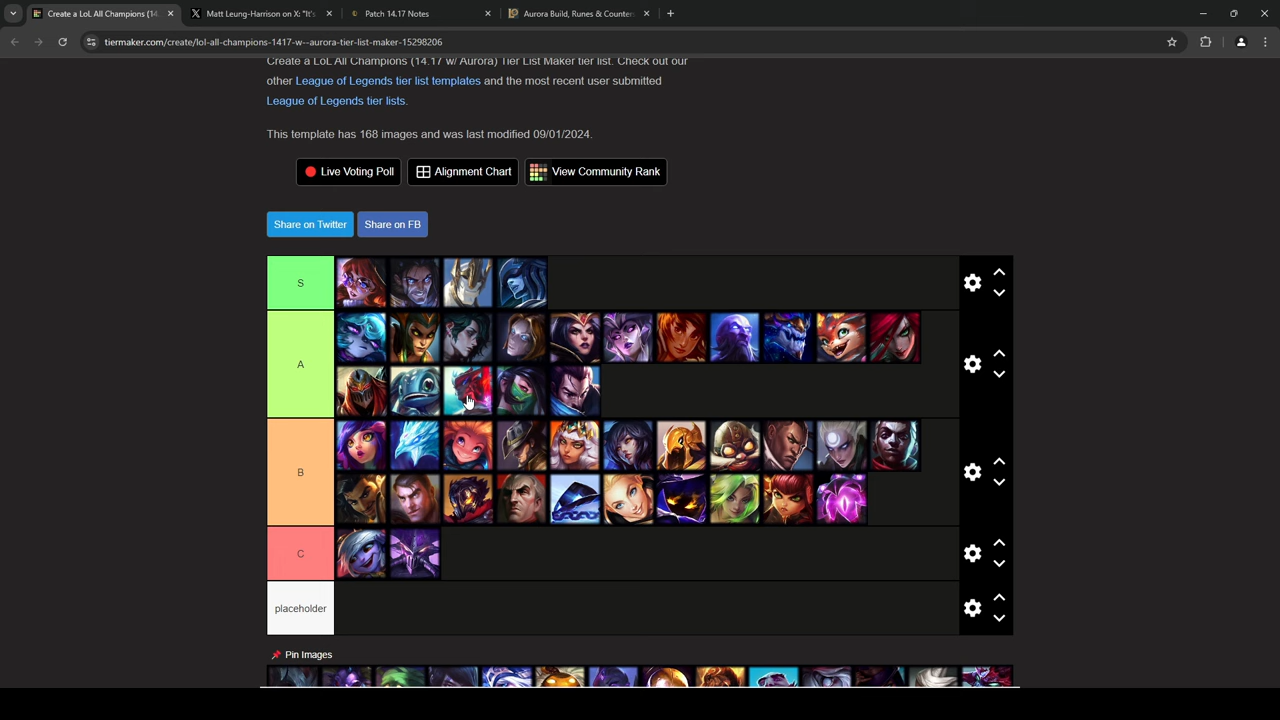 Create a LoL All Champions (14.
Matt Leung-Harrison on X: "It's
Patch 14.17 Notes
Aurora Build, Runes & Counter
tiermaker.com/create/lol-all-champions-1417-w--aurora-tier-list-maker-15298206
Create a LoL All Champions (14.17 w/ Aurora) Tier List Maker tier list. Check out our
other League of Legends tier list templates and the most recent user submitted
League of Legends tier lists.
This template has 168 images and was last modified 09/01/2024.
Live Voting Poll
Alignment Chart
View Community Rank
Share on Twitter
Share on FB
S
A
B
C
placeholder
Pin Images